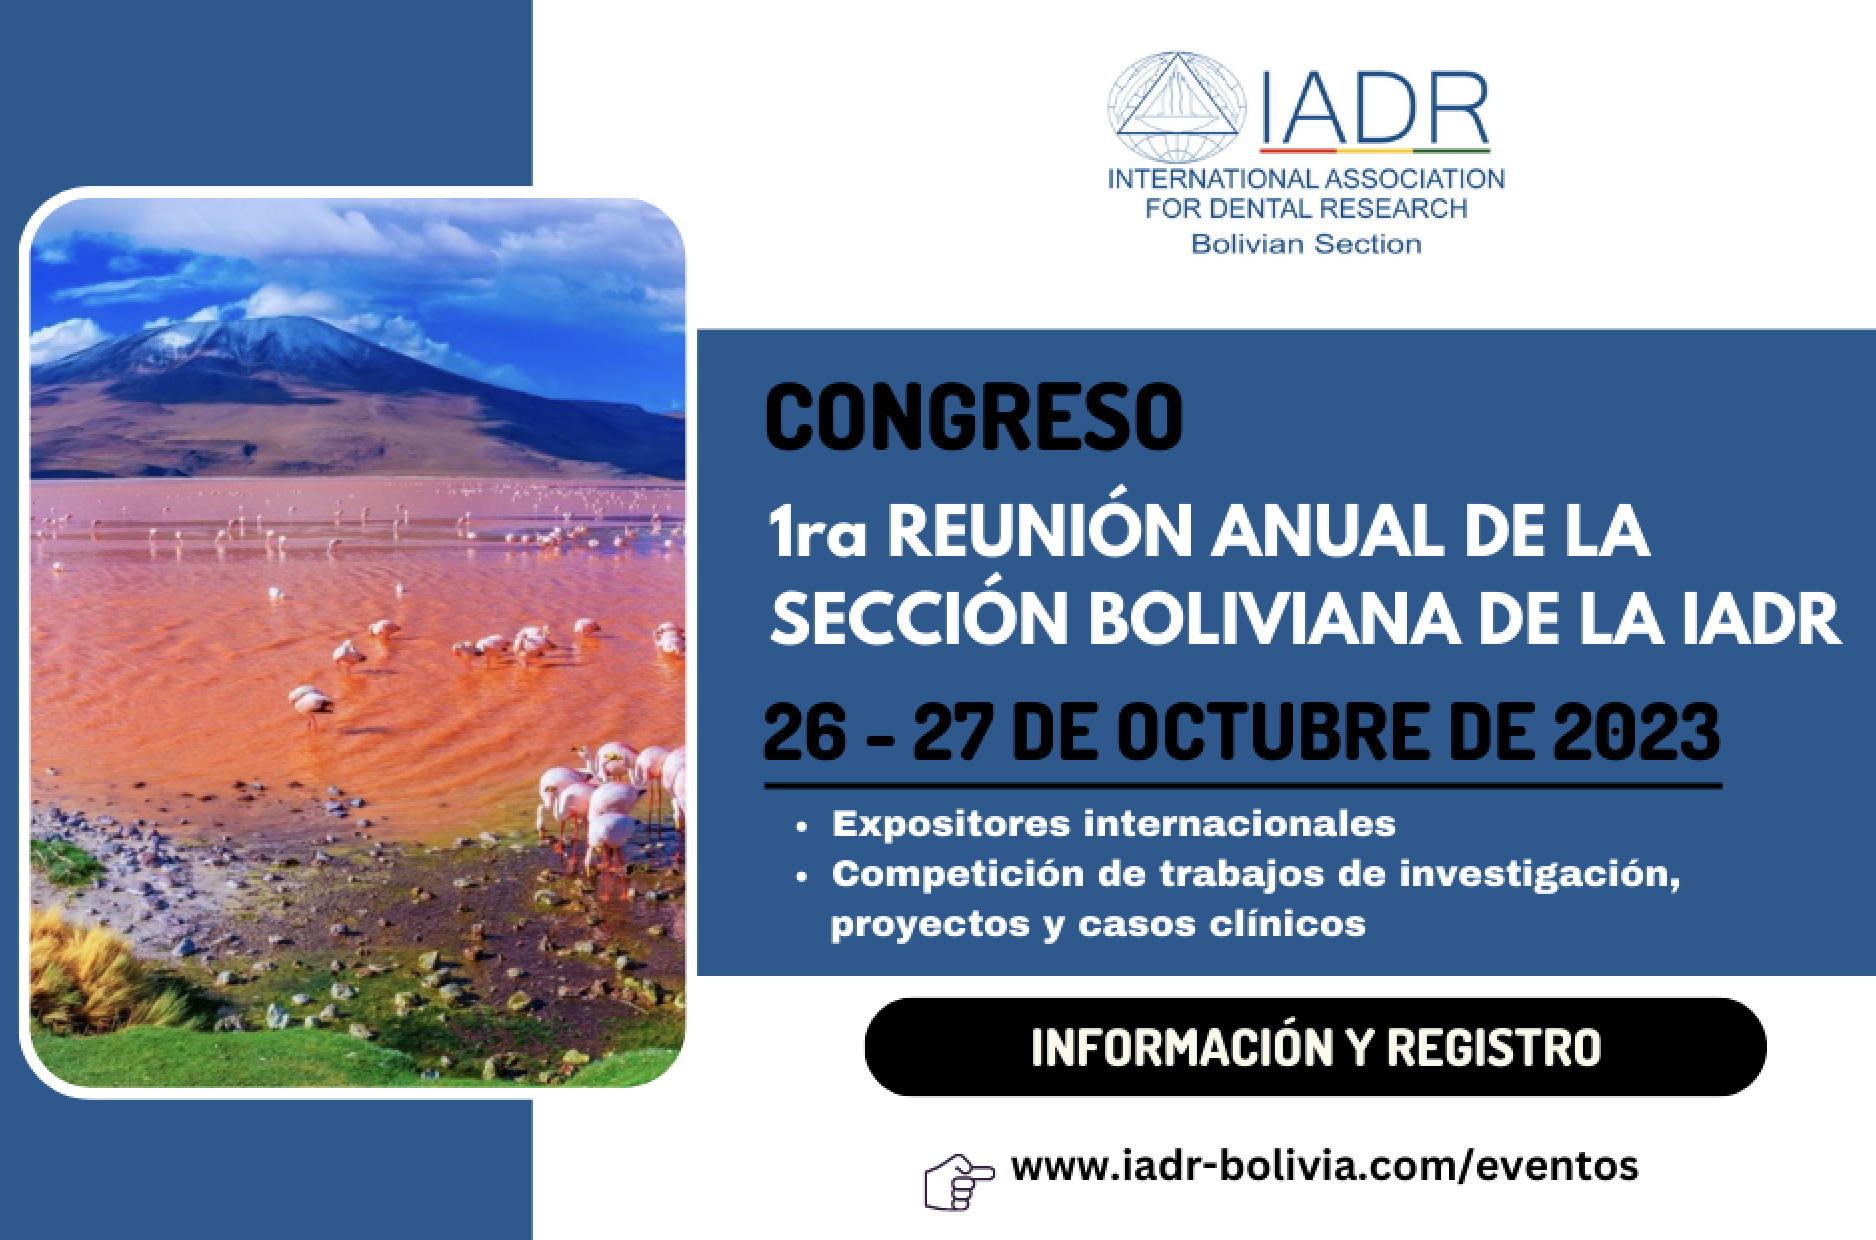 IADR
INTERNATIONAL ASSOCIATION
FOR DENTAL RESEARCH
Bolivian Section
CONGRESO
1ra REUNIÓN ANUAL DE LA
SECCIÓN BOLIVIANA DE LA IADR
26 - 27 DE OCTUBRE DE 2023
• Expositores internacionales
• Competición de trabajos de investigación,
proyectos y casos clínicos
INFORMACIÓN Y REGISTRO
www.iadr-bolivia.com/eventos